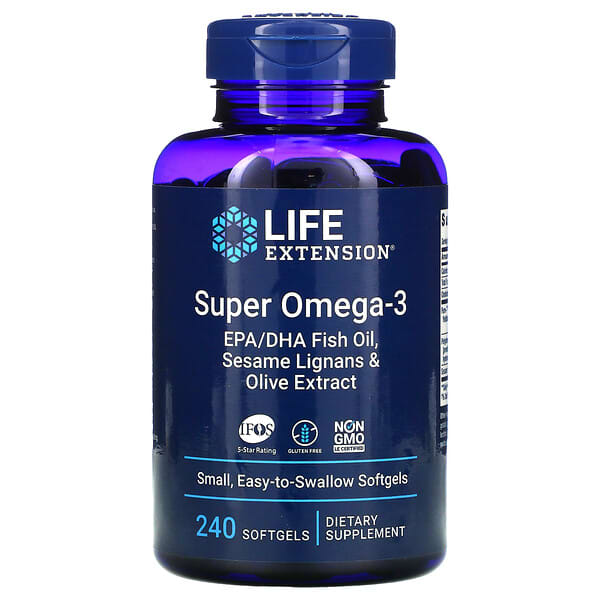 LIFE
EXTENSION®
Super Omega-3
EPA/DHA Fish Oil,
Sesame Lignans &
Olive Extract
IFOS
5-Star Rating
GLUTEN FREE
NON
GMO
LE CERTIFIED
Small, Easy-to-Swallow Softgels
240 SOFTGELS
DIETARY
SUPPLEMENT